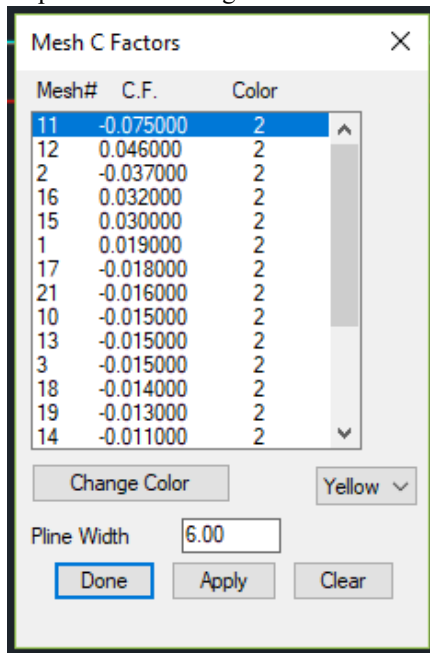 Mesh C Factors
Mesh# C.F. Color
11 -0.075000 2
12 0.046000 2
2 -0.037000 2
16 0.032000 2
15 0.030000 2
1 0.019000 2
17 -0.018000 2
21 -0.016000 2
10 -0.015000 2
13 -0.015000 2
3 -0.015000 2
18 -0.014000 2
19 -0.013000 2
14 -0.011000 2
Change Color Yellow
Pline Width 6.00
Done Apply Clear